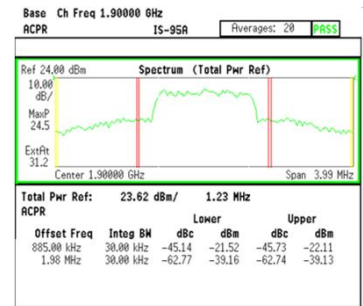 Base Ch Freq 1.90000 GHz
ACPR IS-95A Averages: 20 PASS
Ref 24.00 dBm Spectrum (Total Pwr Ref)
10.00
dB/
MaxP
24.5
ExtAt
31.2
Center 1.90000 GHz Span 3.99 MHz
Total Pwr Ref: 23.62 dBm/ 1.23 MHz
ACPR
Lower Upper
Offset Freq Integ BW dBc dBm dBc dBm
885.00 kHz 30.00 kHz -45.14 -21.52 -45.73 -22.11
1.98 MHz 30.00 kHz -62.77 -39.16 -62.74 -39.13